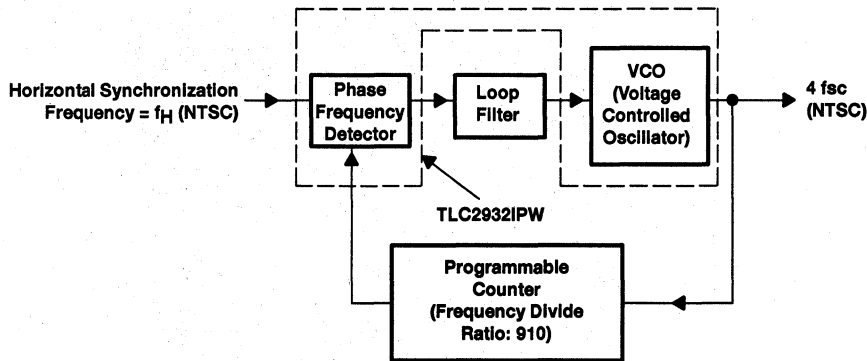 Horizontal Synchronization
Frequency = fH (NTSC)
Phase
Frequency
Detector
Loop
Filter
VCO
(Voltage
Controlled
Oscillator)
4 fsc
(NTSC)
TLC2932IPW
Programmable
Counter
(Frequency Divide
Ratio: 910)